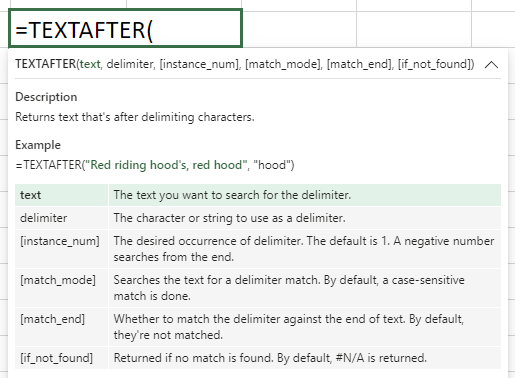 =TEXTAFTER(
TEXTAFTER(text, delimiter, [instance_num], [match_mode], [match_end], [if_not_found])
Description
Returns text that's after delimiting characters.
Example
=TEXTAFTER("Red riding hood's, red hood", "hood")
text The text you want to search for the delimiter.
delimiter The character or string to use as a delimiter.
[instance_num] The desired occurrence of delimiter. The default is 1. A negative number
searches from the end.
[match_mode] Searches the text for a delimiter match. By default, a case-sensitive
match is done.
[match_end] Whether to match the delimiter against the end of text. By default,
they're not matched.
[if_not_found] Returned if no match is found. By default, #N/A is returned.